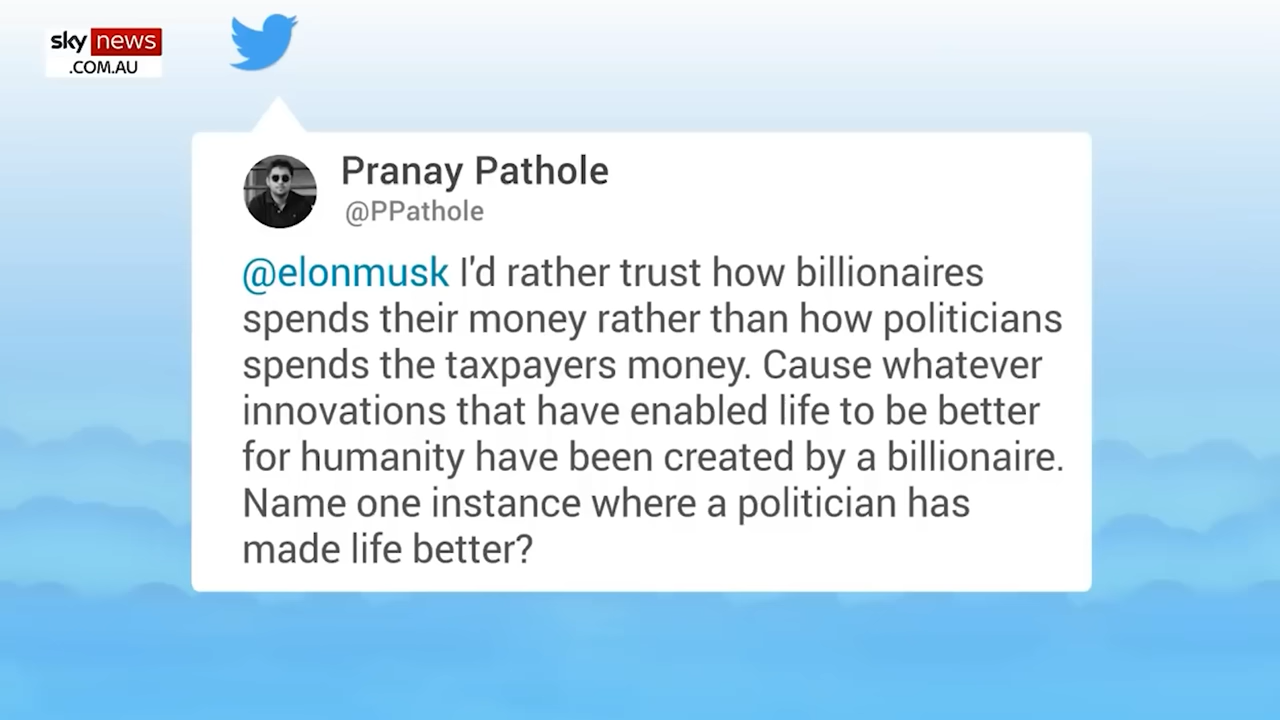 sky news
.COM.AU
Pranay Pathole
@PPathole
@elonmusk I'd rather trust how billionaires
spends their money rather than how politicians
spends the taxpayers money. Cause whatever
innovations that have enabled life to be better
for humanity have been created by a billionaire.
Name one instance where a politician has
made life better?